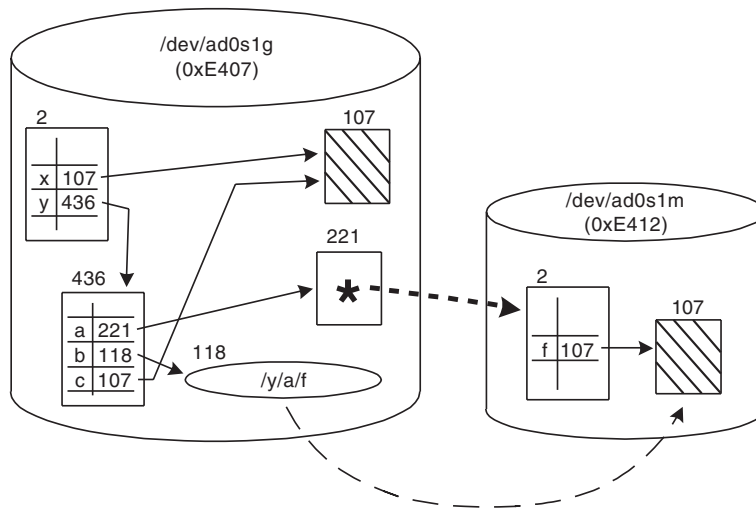 /dev/ad0s1g
(0xE407)
2
x 107
y 436
107
436
a 221
b 118
c 107
221
*
118
/y/a/f
/dev/ad0s1m
(0xE412)
2
f 107
107